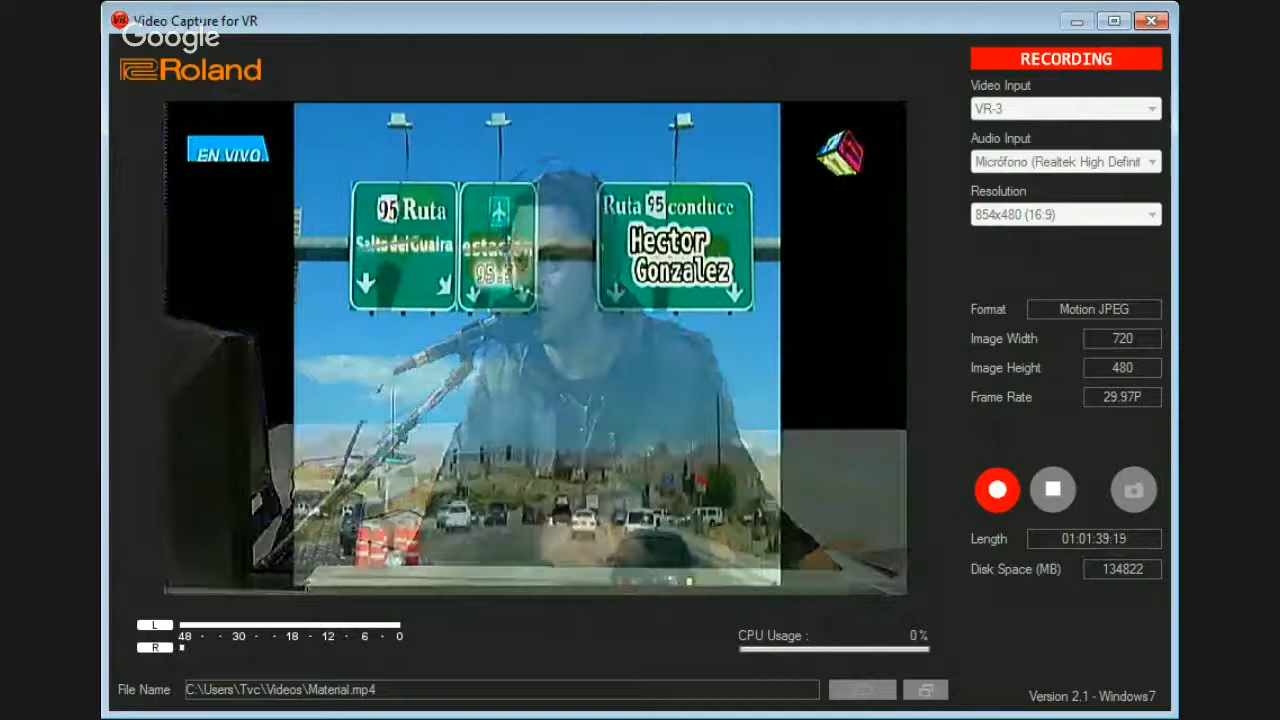 Video Capture for VR
Google
Roland
RECORDING
Video Input
VR-3
Audio Input
Micrófono (Realtek High Definit
Resolution
854x480 (16:9)
EN VIVO
95 Ruta
Salto del Guaira
estacion
95.
Ruta 95 conduce
Hector
Gonzalez
Format Motion JPEG
Image Width 720
Image Height 480
Frame Rate 29.97P
Length 01:01:39:19
Disk Space (MB) 134822
L
48 - - 30 - - 18 - 12 - 6 - 0
R
CPU Usage : 0 %
File Name C:\Users\Tvc\Videos\Material.mp4
Version 2.1 - Windows7